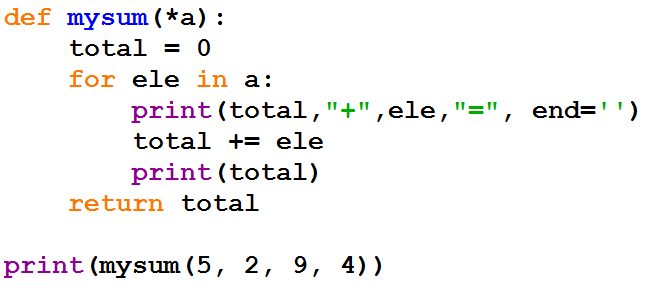 def mysum(*a):
    total = 0
    for ele in a:
        print(total,"+",ele,"=", end='')
        total += ele
        print(total)
    return total

print(mysum(5, 2, 9, 4))